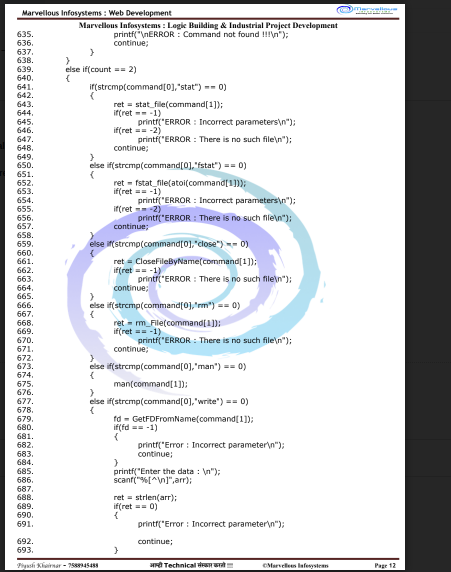 Marvellous Infosystems : Web Development
Marvellous
Marvellous Infosystems : Logic Building & Industrial Project Development
635. printf("\nERROR : Command not found !!!\n");
636. continue;
637. }
638. }
639. else if(count == 2)
640. {
641. if(strcmp(command[0],"stat") == 0)
642. {
643. ret = stat_file(command[1]);
644. if(ret == -1)
645. printf("ERROR : Incorrect parameters\n");
646. if(ret == -2)
647. printf("ERROR : There is no such file\n");
648. continue;
649. }
650. else if(strcmp(command[0],"fstat") == 0)
651. {
652. ret = fstat_file(atoi(command[1]));
653. if(ret == -1)
654. printf("ERROR : Incorrect parameters\n");
655. if(ret == -2)
656. printf("ERROR : There is no such file\n");
657. continue;
658. }
659. else if(strcmp(command[0],"close") == 0)
660. {
661. ret = CloseFileByName(command[1]);
662. if(ret == -1)
663. printf("ERROR : There is no such file\n");
664. continue;
665. }
666. else if(strcmp(command[0],"rm") == 0)
667. {
668. ret = rm_File(command[1]);
669. if(ret == -1)
670. printf("ERROR : There is no such file\n");
671. continue;
672. }
673. else if(strcmp(command[0],"man") == 0)
674. {
675. man(command[1]);
676. }
677. else if(strcmp(command[0],"write") == 0)
678. {
679. fd = GetFDFromName(command[1]);
680. if(fd == -1)
681. {
682. printf("Error : Incorrect parameter\n");
683. continue;
684. }
685. printf("Enter the data : \n");
686. scanf("%[^\n]",arr);
687.
688. ret = strlen(arr);
689. if(ret == 0)
690. {
691. printf("Error : Incorrect parameter\n");
692. continue;
693. }
Piyush Khairnar - 7588945488 आम्ही Technical संस्कार करतो !!! ©Marvellous Infosystems Page 12